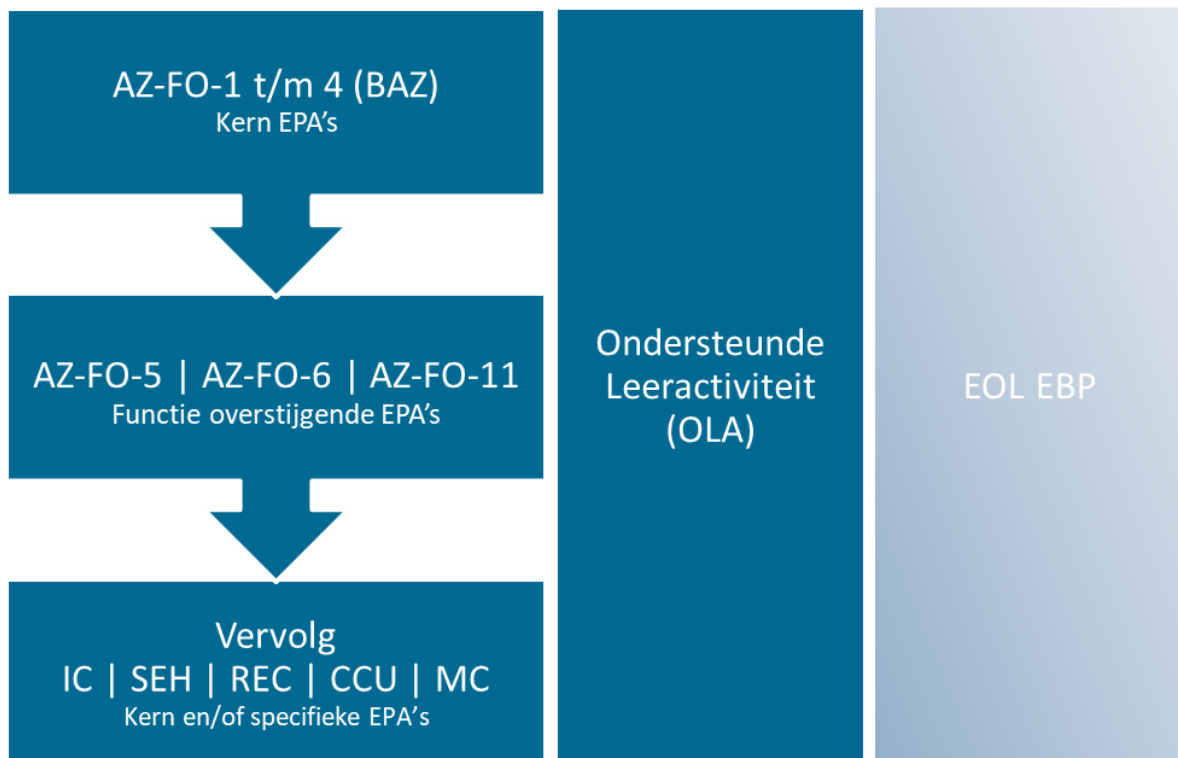 AZ-FO-1 t/m 4 (BAZ)
Kern EPA’s
AZ-FO-5 | AZ-FO-6 | AZ-FO-11
Functie overstijgende EPA’s
Vervolg
IC | SEH | REC | CCU | MC
Kern en/of specifieke EPA’s
Ondersteunde
Leeractiviteit
(OLA)
EOL EBP